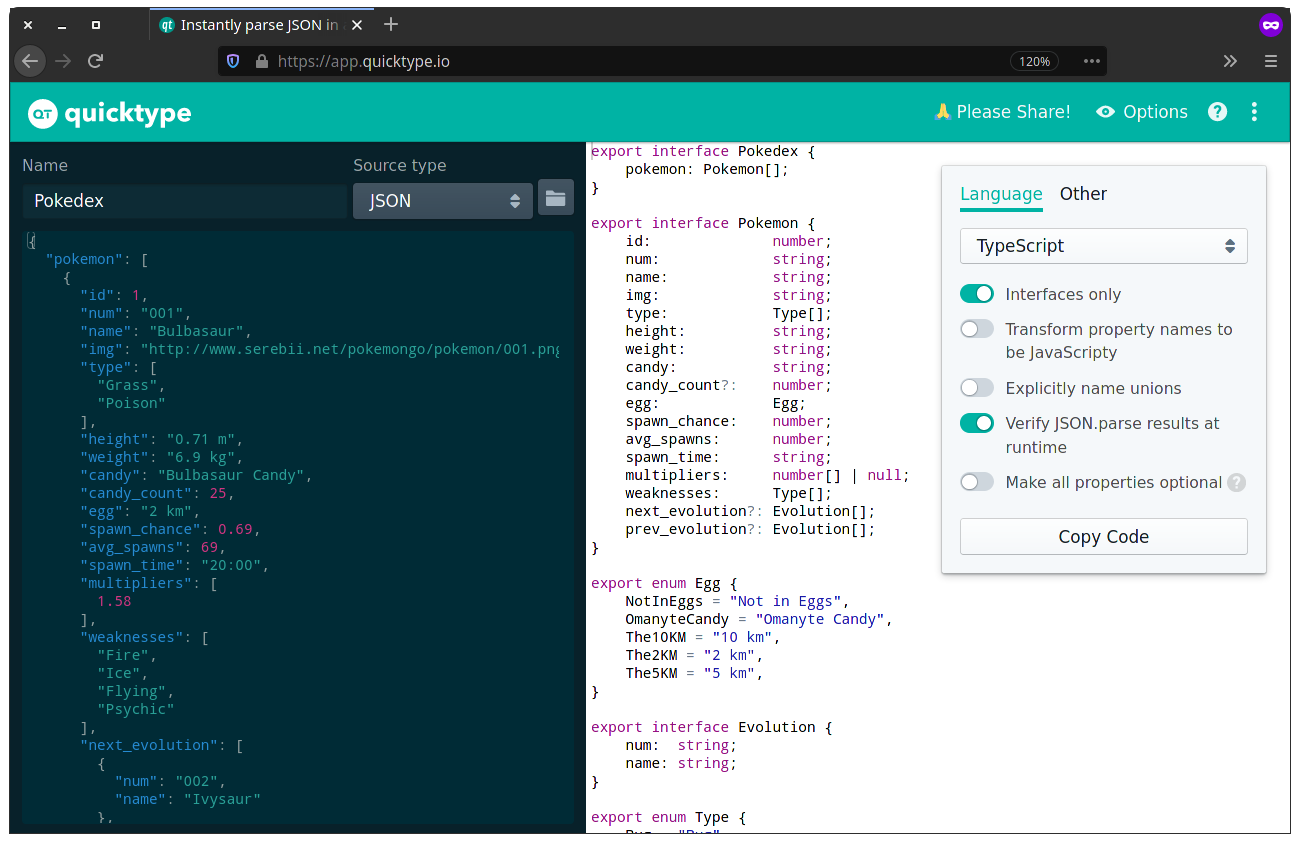 Instantly parse JSON in
https://app.quicktype.io
120%
QT quicktype
🙏 Please Share!
Options
?
Name
Source type
Pokedex
JSON
{
  "pokemon": [
    {
      "id": 1,
      "num": "001",
      "name": "Bulbasaur",
      "img": "http://www.serebii.net/pokemongo/pokemon/001.png
      "type": [
        "Grass",
        "Poison"
      ],
      "height": "0.71 m",
      "weight": "6.9 kg",
      "candy": "Bulbasaur Candy",
      "candy_count": 25,
      "egg": "2 km",
      "spawn_chance": 0.69,
      "avg_spawns": 69,
      "spawn_time": "20:00",
      "multipliers": [
        1.58
      ],
      "weaknesses": [
        "Fire",
        "Ice",
        "Flying",
        "Psychic"
      ],
      "next_evolution": [
        {
          "num": "002",
          "name": "Ivysaur"
        },
export interface Pokedex {
    pokemon: Pokemon[];
}
export interface Pokemon {
    id:              number;
    num:             string;
    name:            string;
    img:             string;
    type:            Type[];
    height:          string;
    weight:          string;
    candy:           string;
    candy_count?:    number;
    egg:             Egg;
    spawn_chance:    number;
    avg_spawns:      number;
    spawn_time:      string;
    multipliers:     number[] | null;
    weaknesses:      Type[];
    next_evolution?: Evolution[];
    prev_evolution?: Evolution[];
}
export enum Egg {
    NotInEggs = "Not in Eggs",
    OmanyteCandy = "Omanyte Candy",
    The10KM = "10 km",
    The2KM = "2 km",
    The5KM = "5 km",
}
export interface Evolution {
    num:  string;
    name: string;
}
export enum Type {
Language
Other
TypeScript
Interfaces only
Transform property names to
be JavaScripty
Explicitly name unions
Verify JSON.parse results at
runtime
Make all properties optional ?
Copy Code